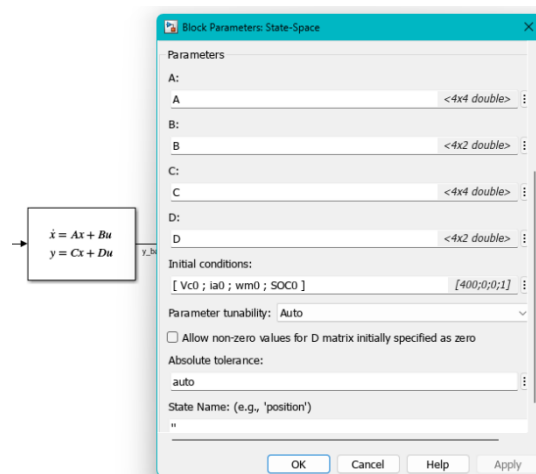 Block Parameters: State-Space
Parameters
A:
A <4x4 double>
B:
B <4x2 double>
C:
C <4x4 double>
D:
D <4x2 double>
ẋ = Ax + Bu
y = Cx + Du
Initial conditions:
[ Vc0 ; ia0 ; wm0 ; SOC0 ] [400;0;0;1]
Parameter tunability: Auto
Allow non-zero values for D matrix initially specified as zero
Absolute tolerance:
auto
State Name: (e.g., 'position')
''
OK Cancel Help Apply